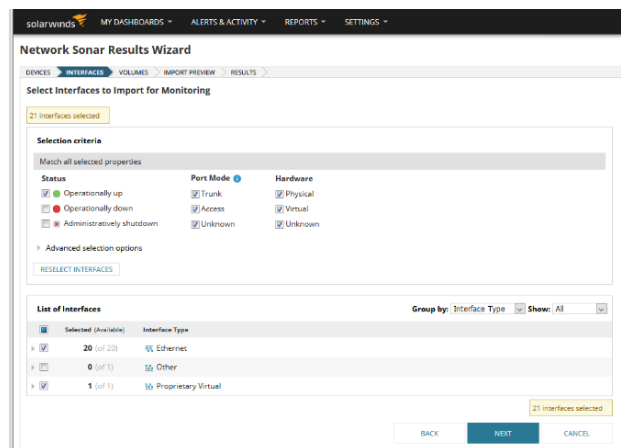 solarwinds MY DASHBOARDS ALERTS & ACTIVITY REPORTS SETTINGS
Network Sonar Results Wizard
DEVICES INTERFACES VOLUMES IMPORT PREVIEW RESULTS
Select Interfaces to Import for Monitoring
21 interfaces selected
Selection criteria
Match all selected properties
Status Port Mode Hardware
Operationally up Trunk Physical
Operationally down Access Virtual
Administratively shutdown Unknown Unknown
Advanced selection options
RESELECT INTERFACES
List of Interfaces Group by: Interface Type Show: All
Selected (Available) Interface Type
20 (of 20) Ethernet
0 (of 1) Other
1 (of 1) Proprietary Virtual
21 interfaces selected
BACK NEXT CANCEL